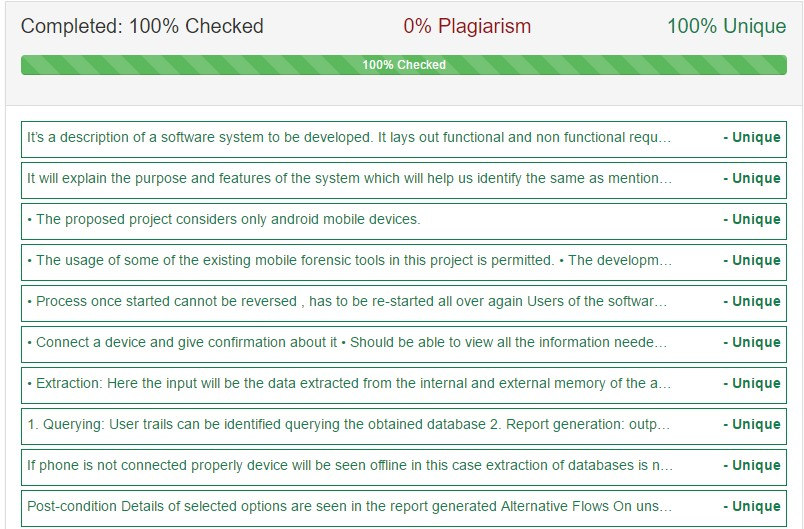 Completed: 100% Checked 0% Plagiarism 100% Unique
100% Checked
It's a description of a software system to be developed. It lays out functional and non functional requ... - Unique
It will explain the purpose and features of the system which will help us identify the same as mention... - Unique
• The proposed project considers only android mobile devices. - Unique
• The usage of some of the existing mobile forensic tools in this project is permitted. • The developm... - Unique
• Process once started cannot be reversed , has to be re-started all over again Users of the softwar... - Unique
• Connect a device and give confirmation about it • Should be able to view all the information neede... - Unique
• Extraction: Here the input will be the data extracted from the internal and external memory of the a... - Unique
1. Querying: User trails can be identified querying the obtained database 2. Report generation: outp... - Unique
If phone is not connected properly device will be seen offline in this case extraction of databases is n... - Unique
Post-condition Details of selected options are seen in the report generated Alternative Flows On uns... - Unique